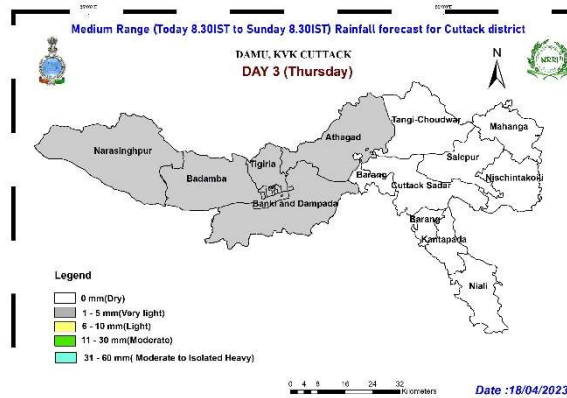 Medium Range (Today 8.30IST to Sunday 8.30IST) Rainfall forecast for Cuttack district
DAMU, KVK CUTTACK
DAY 3 (Thursday)
N
NRRI
Tangi-Choudwar
Mahanga
Athagad
Narasinghpur
Salepur
Tigiria
Badamba
Barang
Nischintakoili
Cuttack Sadar
Banki and Dampada
Barang
Kantapada
Niali
Legend
0 mm(Dry)
1 - 5 mm(Very light)
6 - 10 mm(Light)
11 - 30 mm(Moderate)
31 - 60 mm( Moderate to Isolated Heavy)
0 4 8 16 24 32
Kilometers
Date :18/04/2023